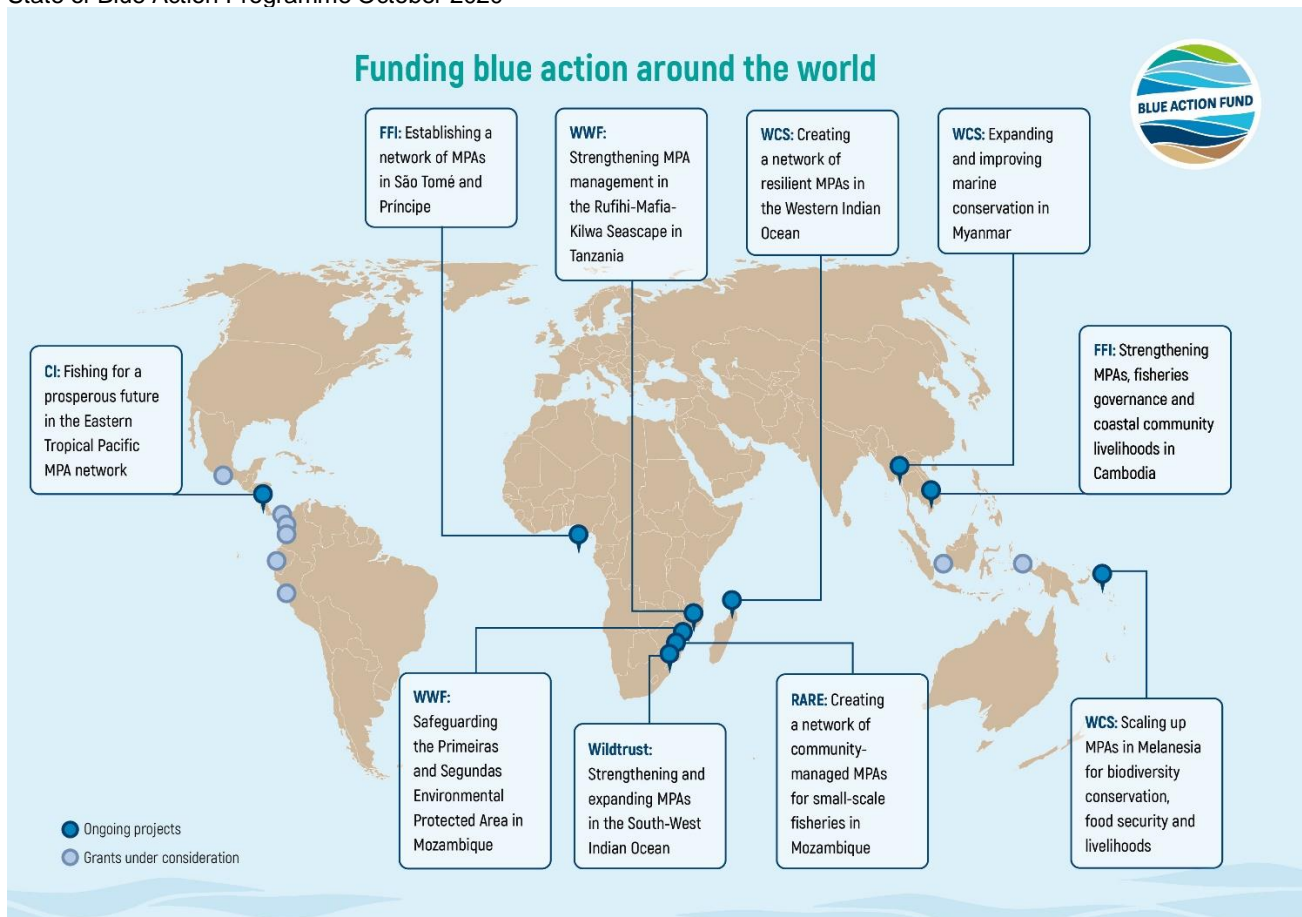 State of Blue Action Programme October 2020
Funding blue action around the world
BLUE ACTION FUND
FFI: Establishing a
network of MPAs
in São Tomé and
Príncipe
WWF:
Strengthening MPA
management in
the Rufihi-Mafia-
Kilwa Seascape in
Tanzania
WCS: Creating
a network of
resilient MPAs in
the Western Indian
Ocean
WCS: Expanding
and improving
marine
conservation in
Myanmar
CI: Fishing for a
prosperous future
in the Eastern
Tropical Pacific
MPA network
FFI: Strengthening
MPAs, fisheries
governance and
coastal community
livelihoods in
Cambodia
WWF:
Safeguarding
the Primeiras
and Segundas
Environmental
Protected Area in
Mozambique
Wildtrust:
Strengthening and
expanding MPAs
in the South-West
Indian Ocean
RARE: Creating
a network of
community-
managed MPAs
for small-scale
fisheries in
Mozambique
WCS: Scaling up
MPAs in Melanesia
for biodiversity
conservation,
food security and
livelihoods
Ongoing projects
Grants under consideration